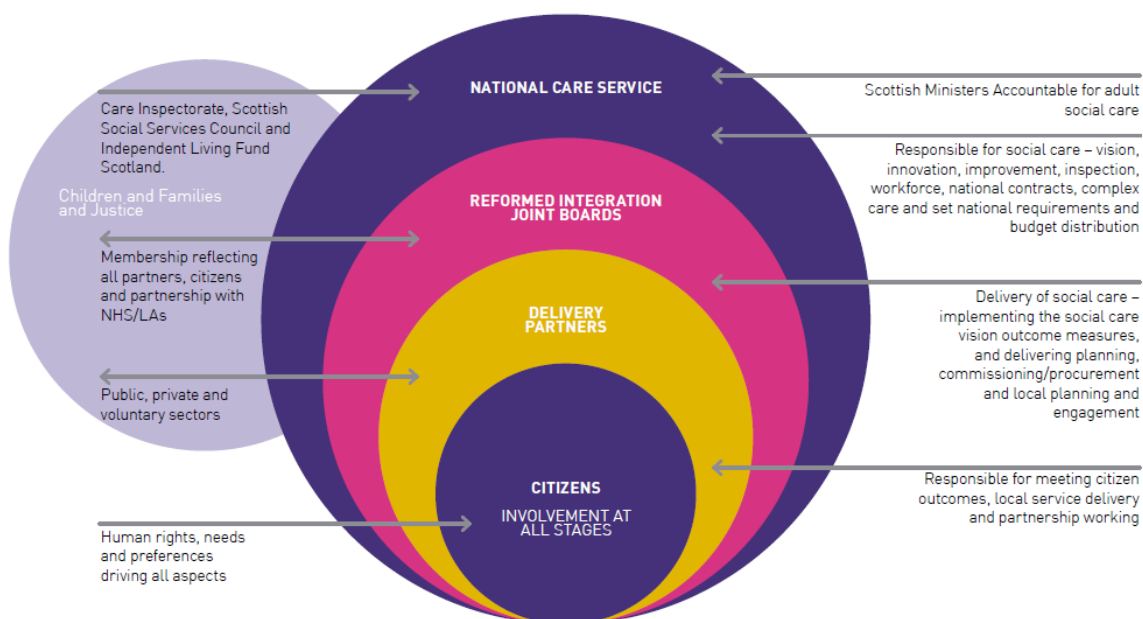 Care Inspectorate, Scottish
Social Services Council and
Independent Living Fund
Scotland.
Children and Families
and Justice
Membership reflecting
all partners, citizens
and partnership with
NHS/LAs
Public, private and
voluntary sectors
Human rights, needs
and preferences
driving all aspects
NATIONAL CARE SERVICE
REFORMED INTEGRATION
JOINT BOARDS
DELIVERY
PARTNERS
CITIZENS
INVOLVEMENT AT
ALL STAGES
Scottish Ministers Accountable for adult
social care
Responsible for social care – vision,
innovation, improvement, inspection,
workforce, national contracts, complex
care and set national requirements and
budget distribution
Delivery of social care –
implementing the social care
vision outcome measures,
and delivering planning,
commissioning/procurement
and local planning and
engagement
Responsible for meeting citizen
outcomes, local service delivery
and partnership working